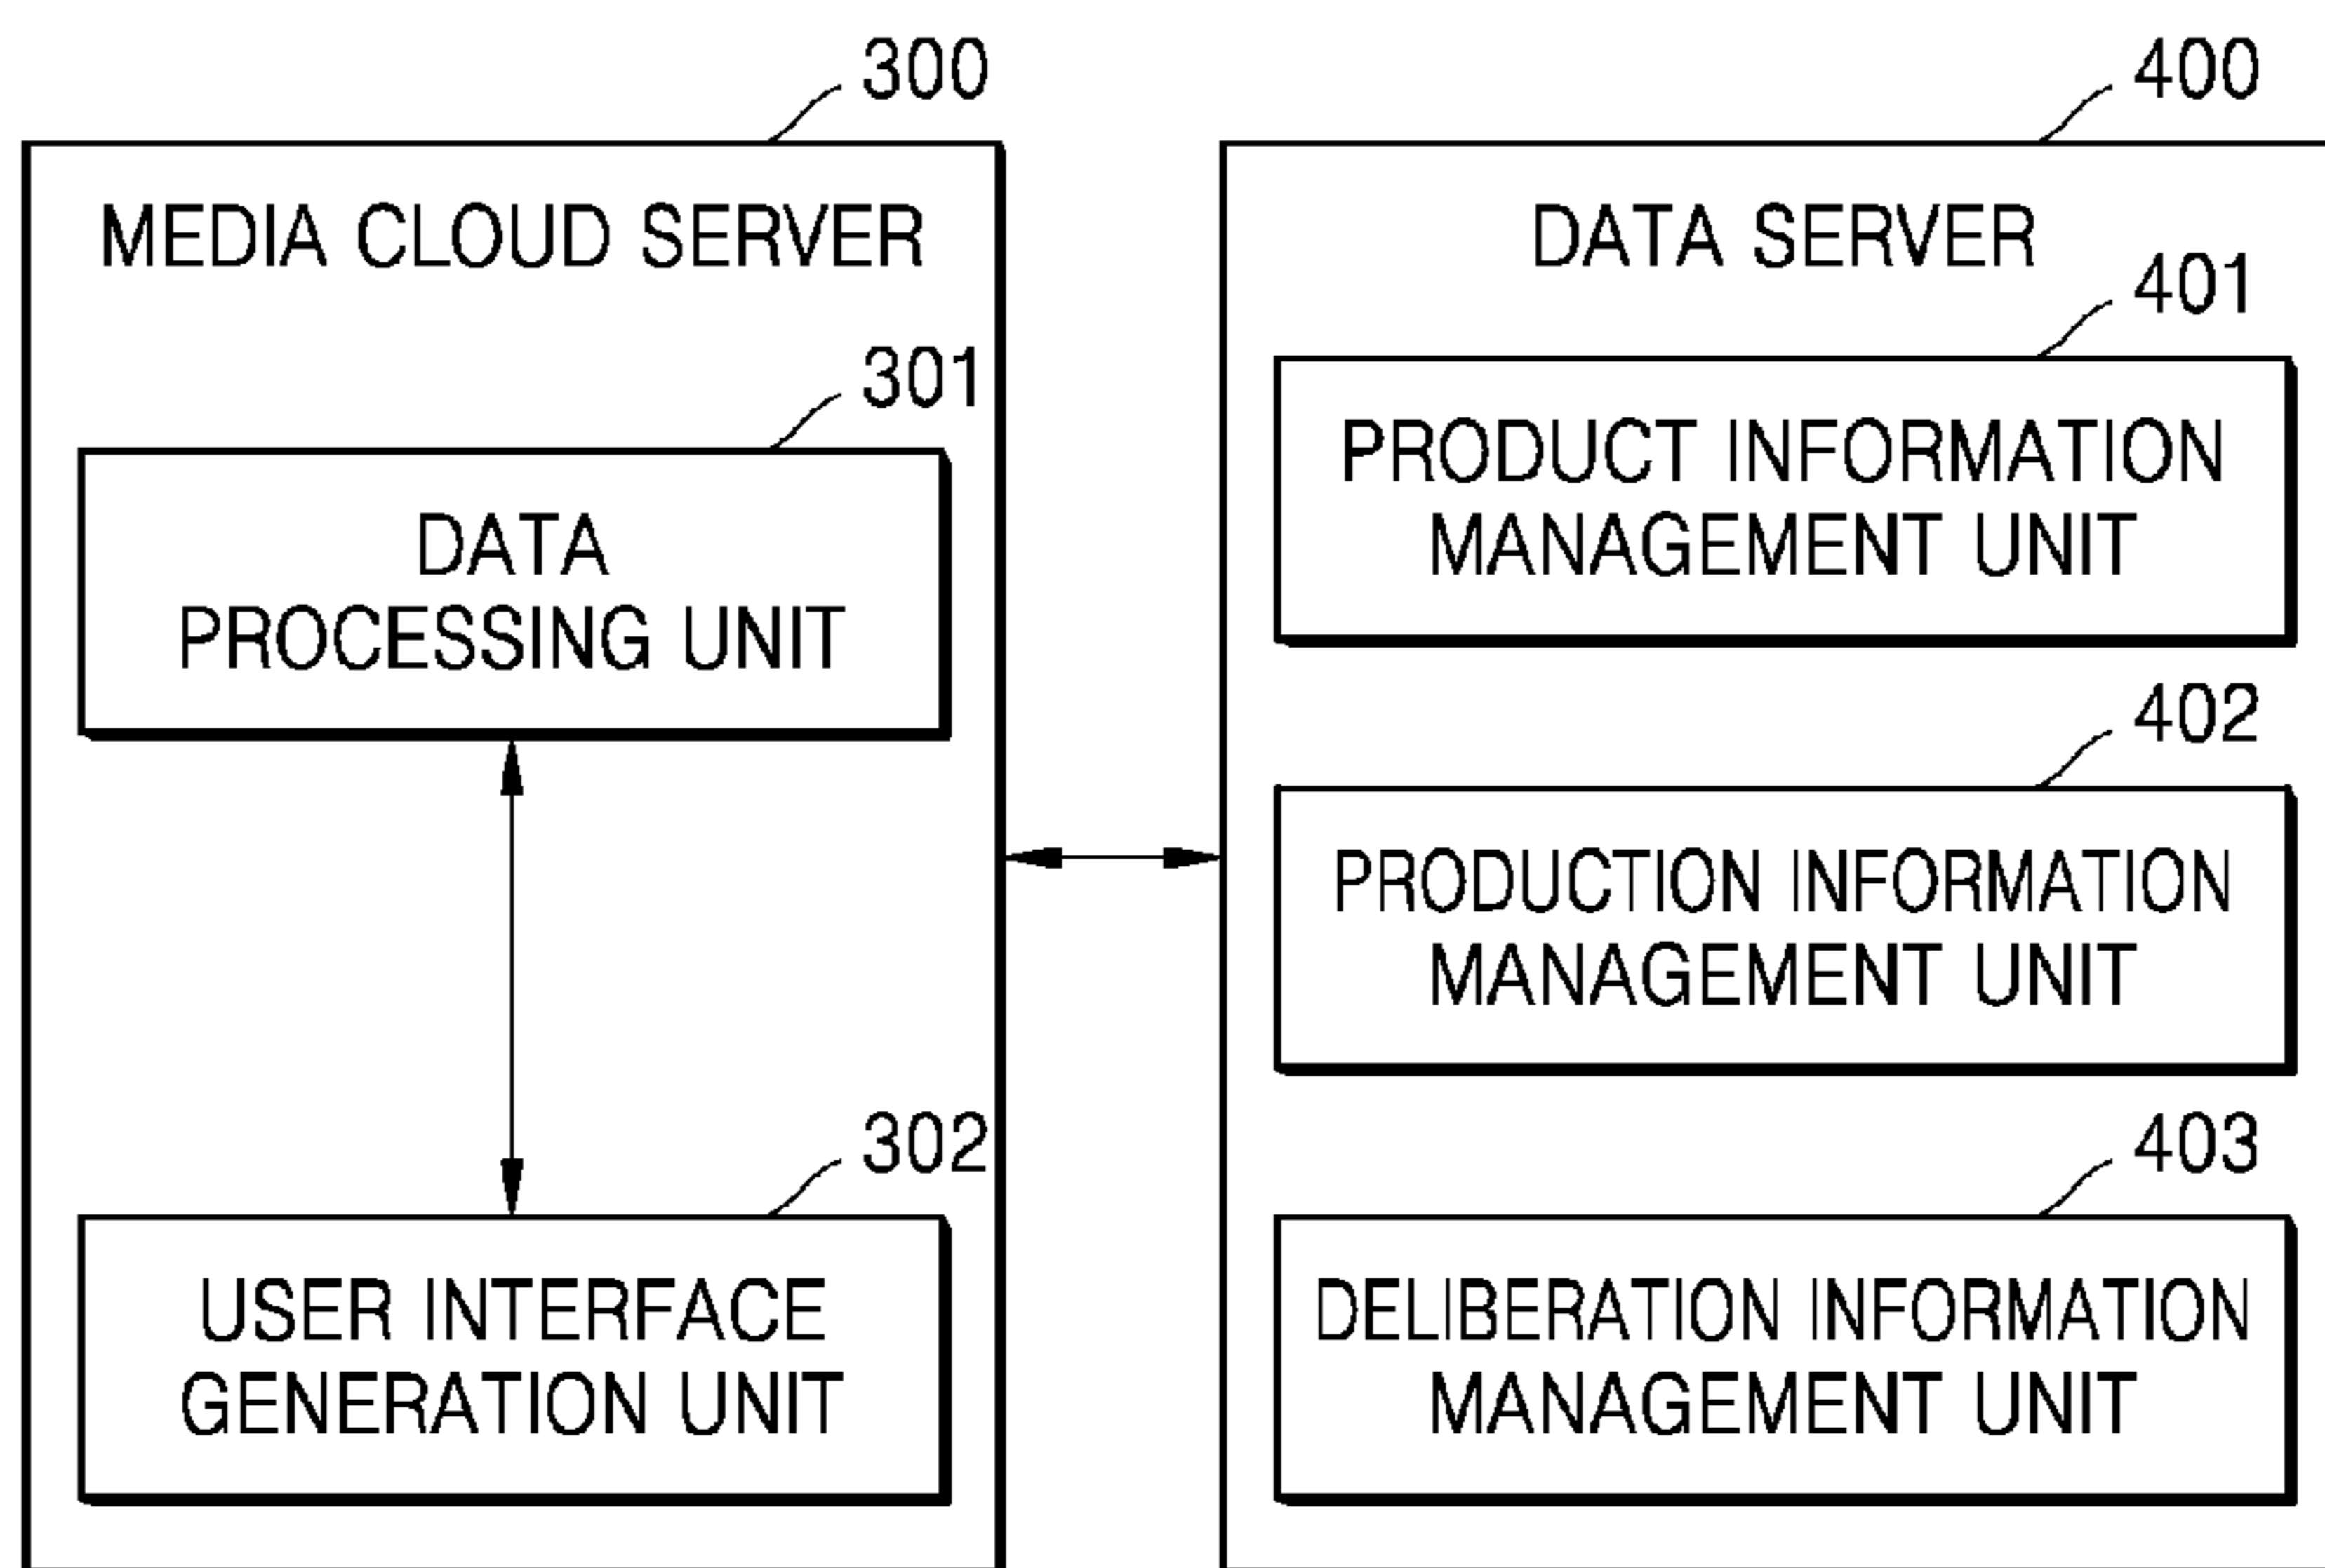 300
MEDIA CLOUD SERVER
301
DATA
PROCESSING UNIT
302
USER INTERFACE
GENERATION UNIT
400
DATA SERVER
401
PRODUCT INFORMATION
MANAGEMENT UNIT
402
PRODUCTION INFORMATION
MANAGEMENT UNIT
403
DELIBERATION INFORMATION
MANAGEMENT UNIT